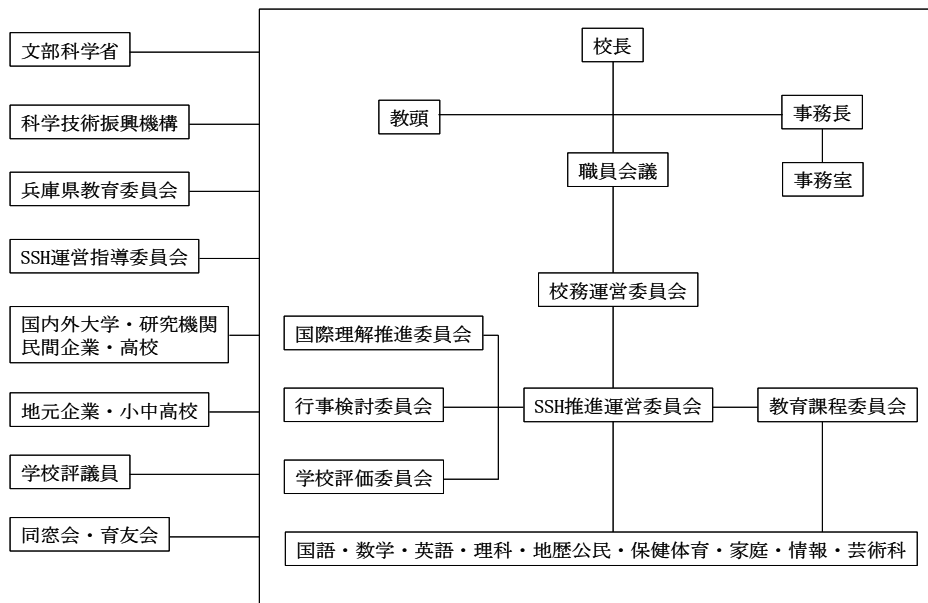 文部科学省
科学技術振興機構
兵庫県教育委員会
SSH運営指導委員会
国内外大学・研究機関
民間企業・高校
地元企業・小中高校
学校評議員
同窓会・育友会
校長
教頭
事務長
職員会議
事務室
校務運営委員会
国際理解推進委員会
行事検討委員会
SSH推進運営委員会
教育課程委員会
学校評価委員会
国語・数学・英語・理科・地歴公民・保健体育・家庭・情報・芸術科